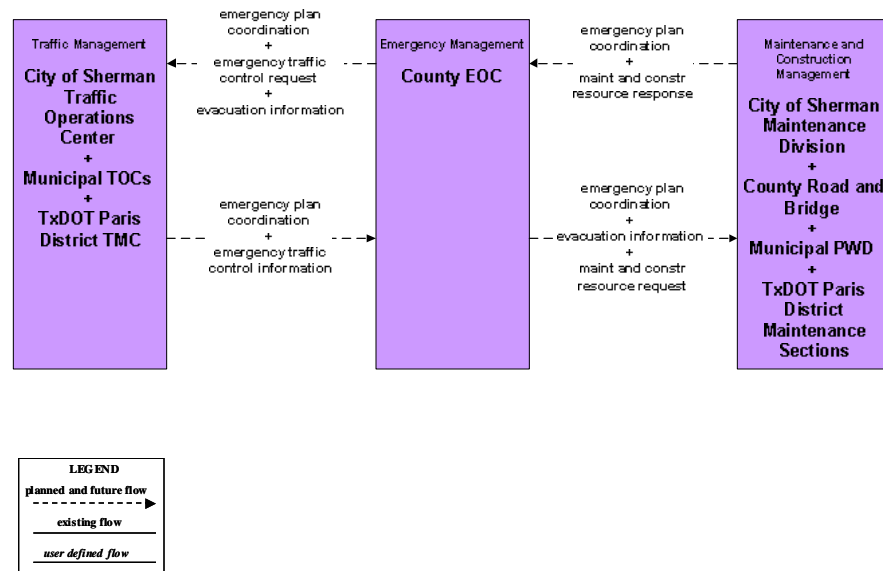 Traffic Management
City of Sherman
Traffic
Operations
Center
+
Municipal TOCs
+
TxDOT Paris
District TMC
emergency plan
coordination
+
emergency traffic
control request
+
evacuation information
emergency plan
coordination
+
emergency traffic
control information
Emergency Management
County EOC
emergency plan
coordination
+
maint and constr
resource response
emergency plan
coordination
+
evacuation information
+
maint and constr
resource request
Maintenance and
Construction
Management
City of Sherman
Maintenance
Division
+
County Road and
Bridge
+
Municipal PWD
+
TxDOT Paris
District
Maintenance
Sections
LEGEND
planned and future flow
existing flow
user defined flow